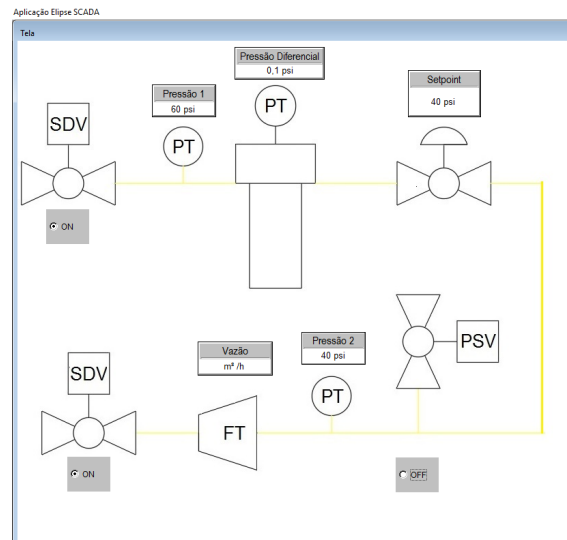 Aplicação Elipse SCADA
Tela
Pressão Diferencial
0,1 psi
Setpoint
40 psi
Pressão 1
60 psi
PT
SDV
PT
ON
Vazão
m³ /h
Pressão 2
40 psi
PSV
SDV
PT
FT
ON
OFF